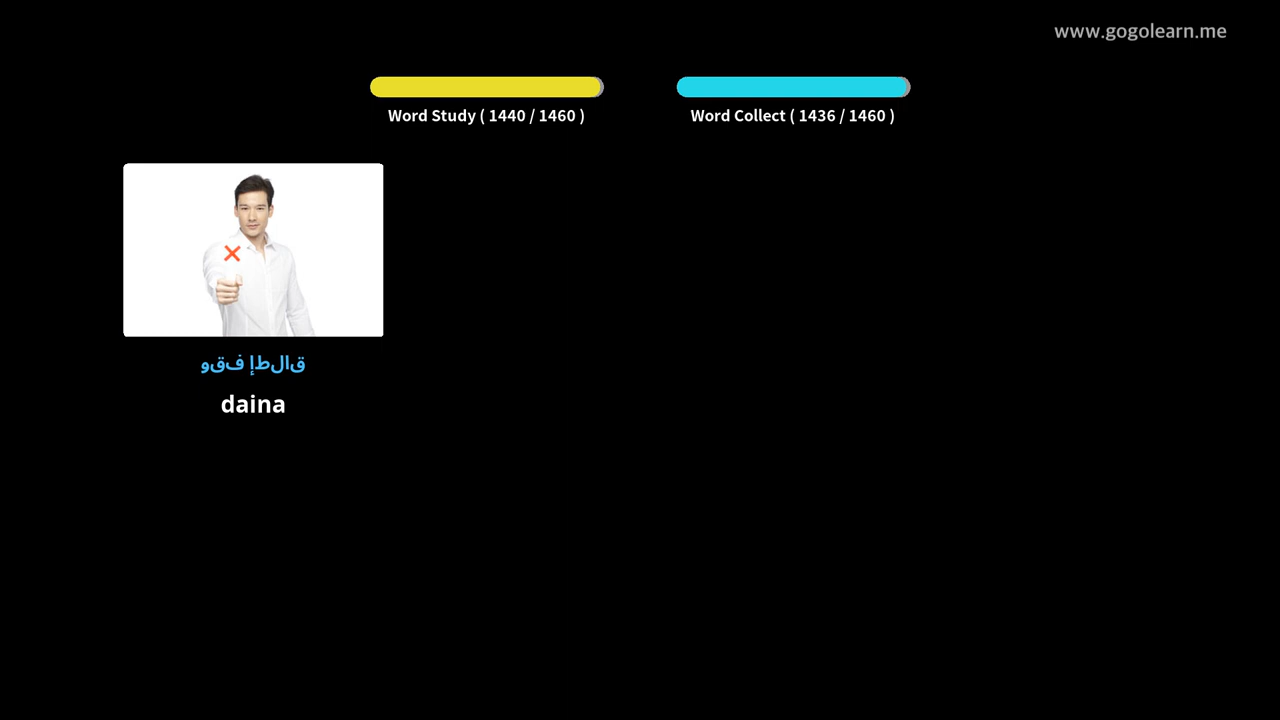 www.gogolearn.me
Word Study ( 1440 / 1460 )
Word Collect ( 1436 / 1460 )
قالطإ فقو
daina